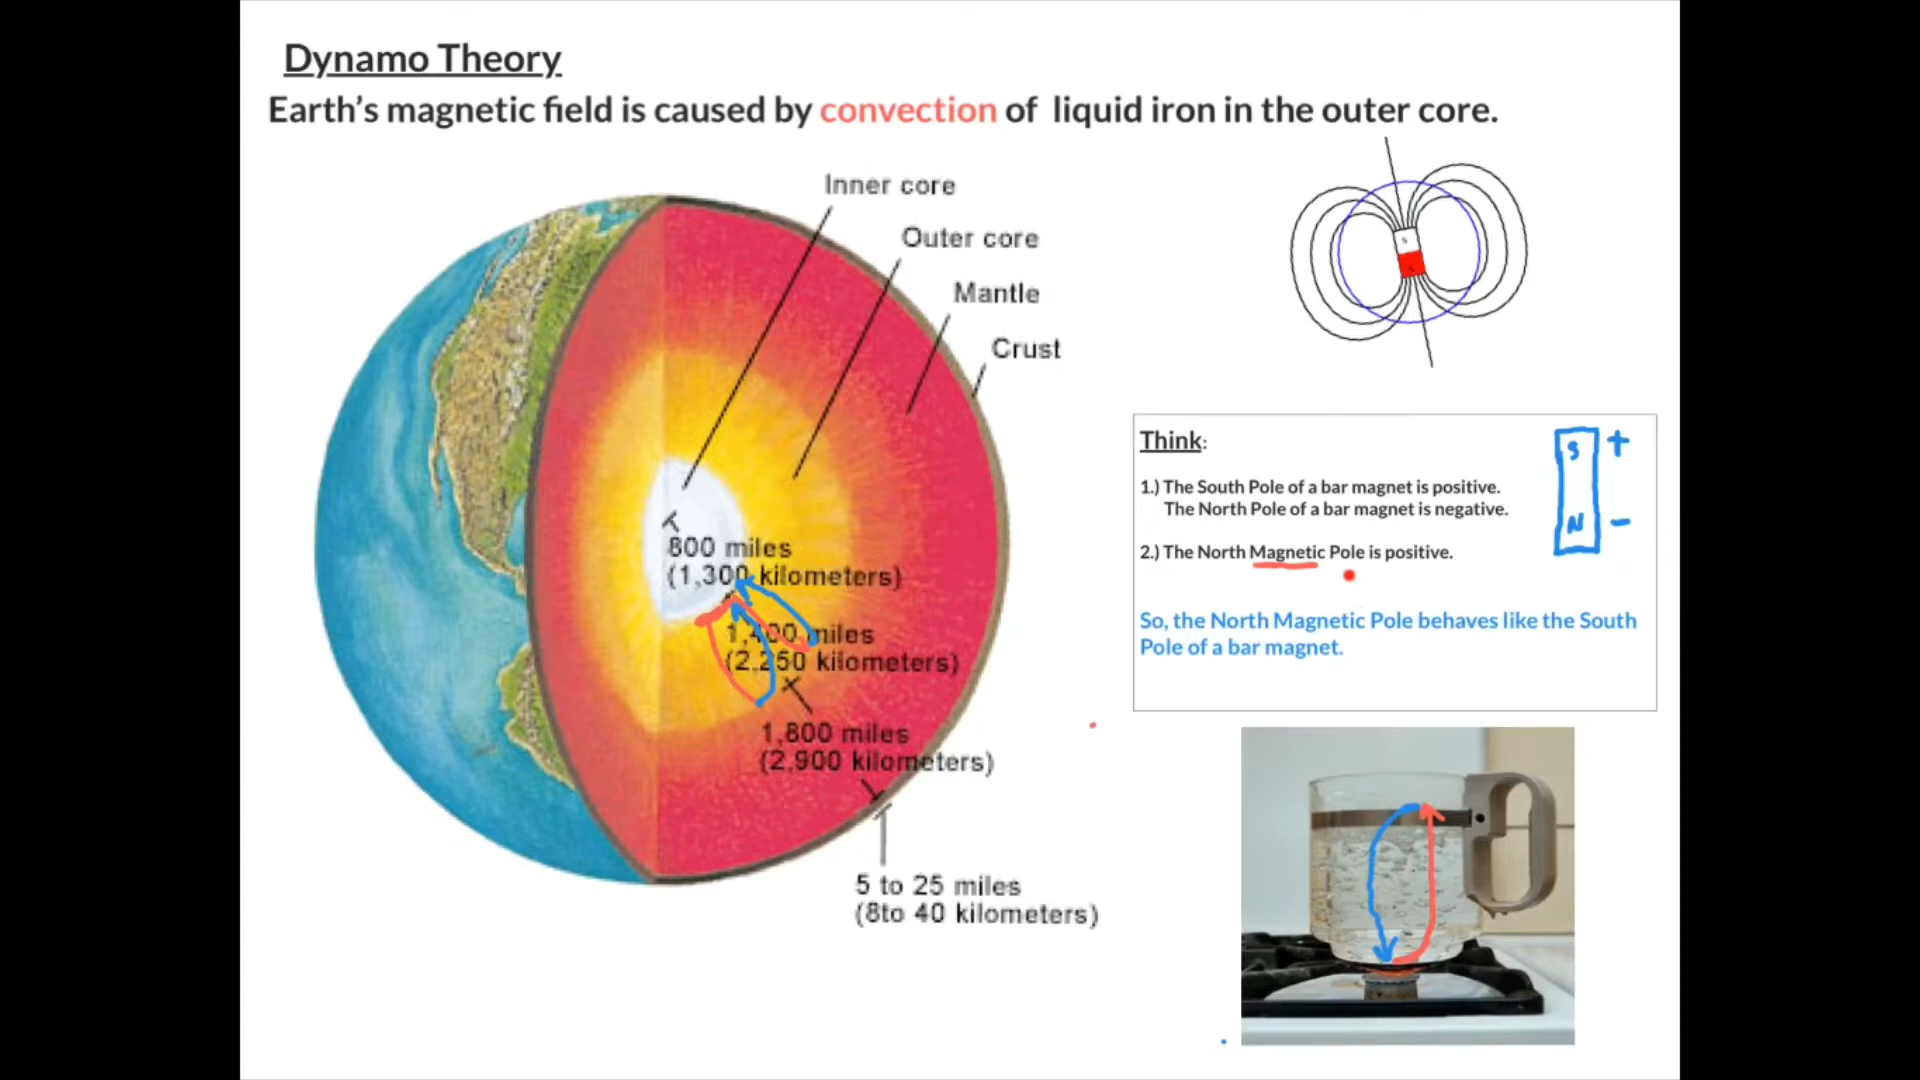 Dynamo Theory
Earth's magnetic field is caused by convection of liquid iron in the outer core.
Inner core
Outer core
Mantle
Crust
800 miles
(1,300 kilometers)
1,400 miles
(2,250 kilometers)
1,800 miles
(2,900 kilometers)
5 to 25 miles
(8to 40 kilometers)
S
Think:
1.) The South Pole of a bar magnet is positive.
The North Pole of a bar magnet is negative.
2.) The North Magnetic Pole is positive.
So, the North Magnetic Pole behaves like the South
Pole of a bar magnet.
S +
N -